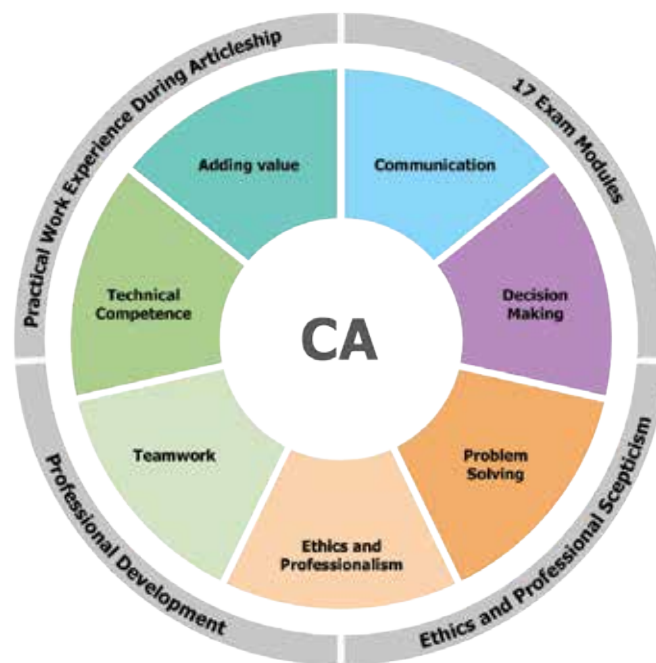 Practical Work Experience During Articleship
17 Exam Modules
Adding value
Communication
Technical
Competence
Decision
Making
CA
Teamwork
Problem
Solving
Ethics and
Professionalism
Professional Development
Ethics and Professional Scepticism